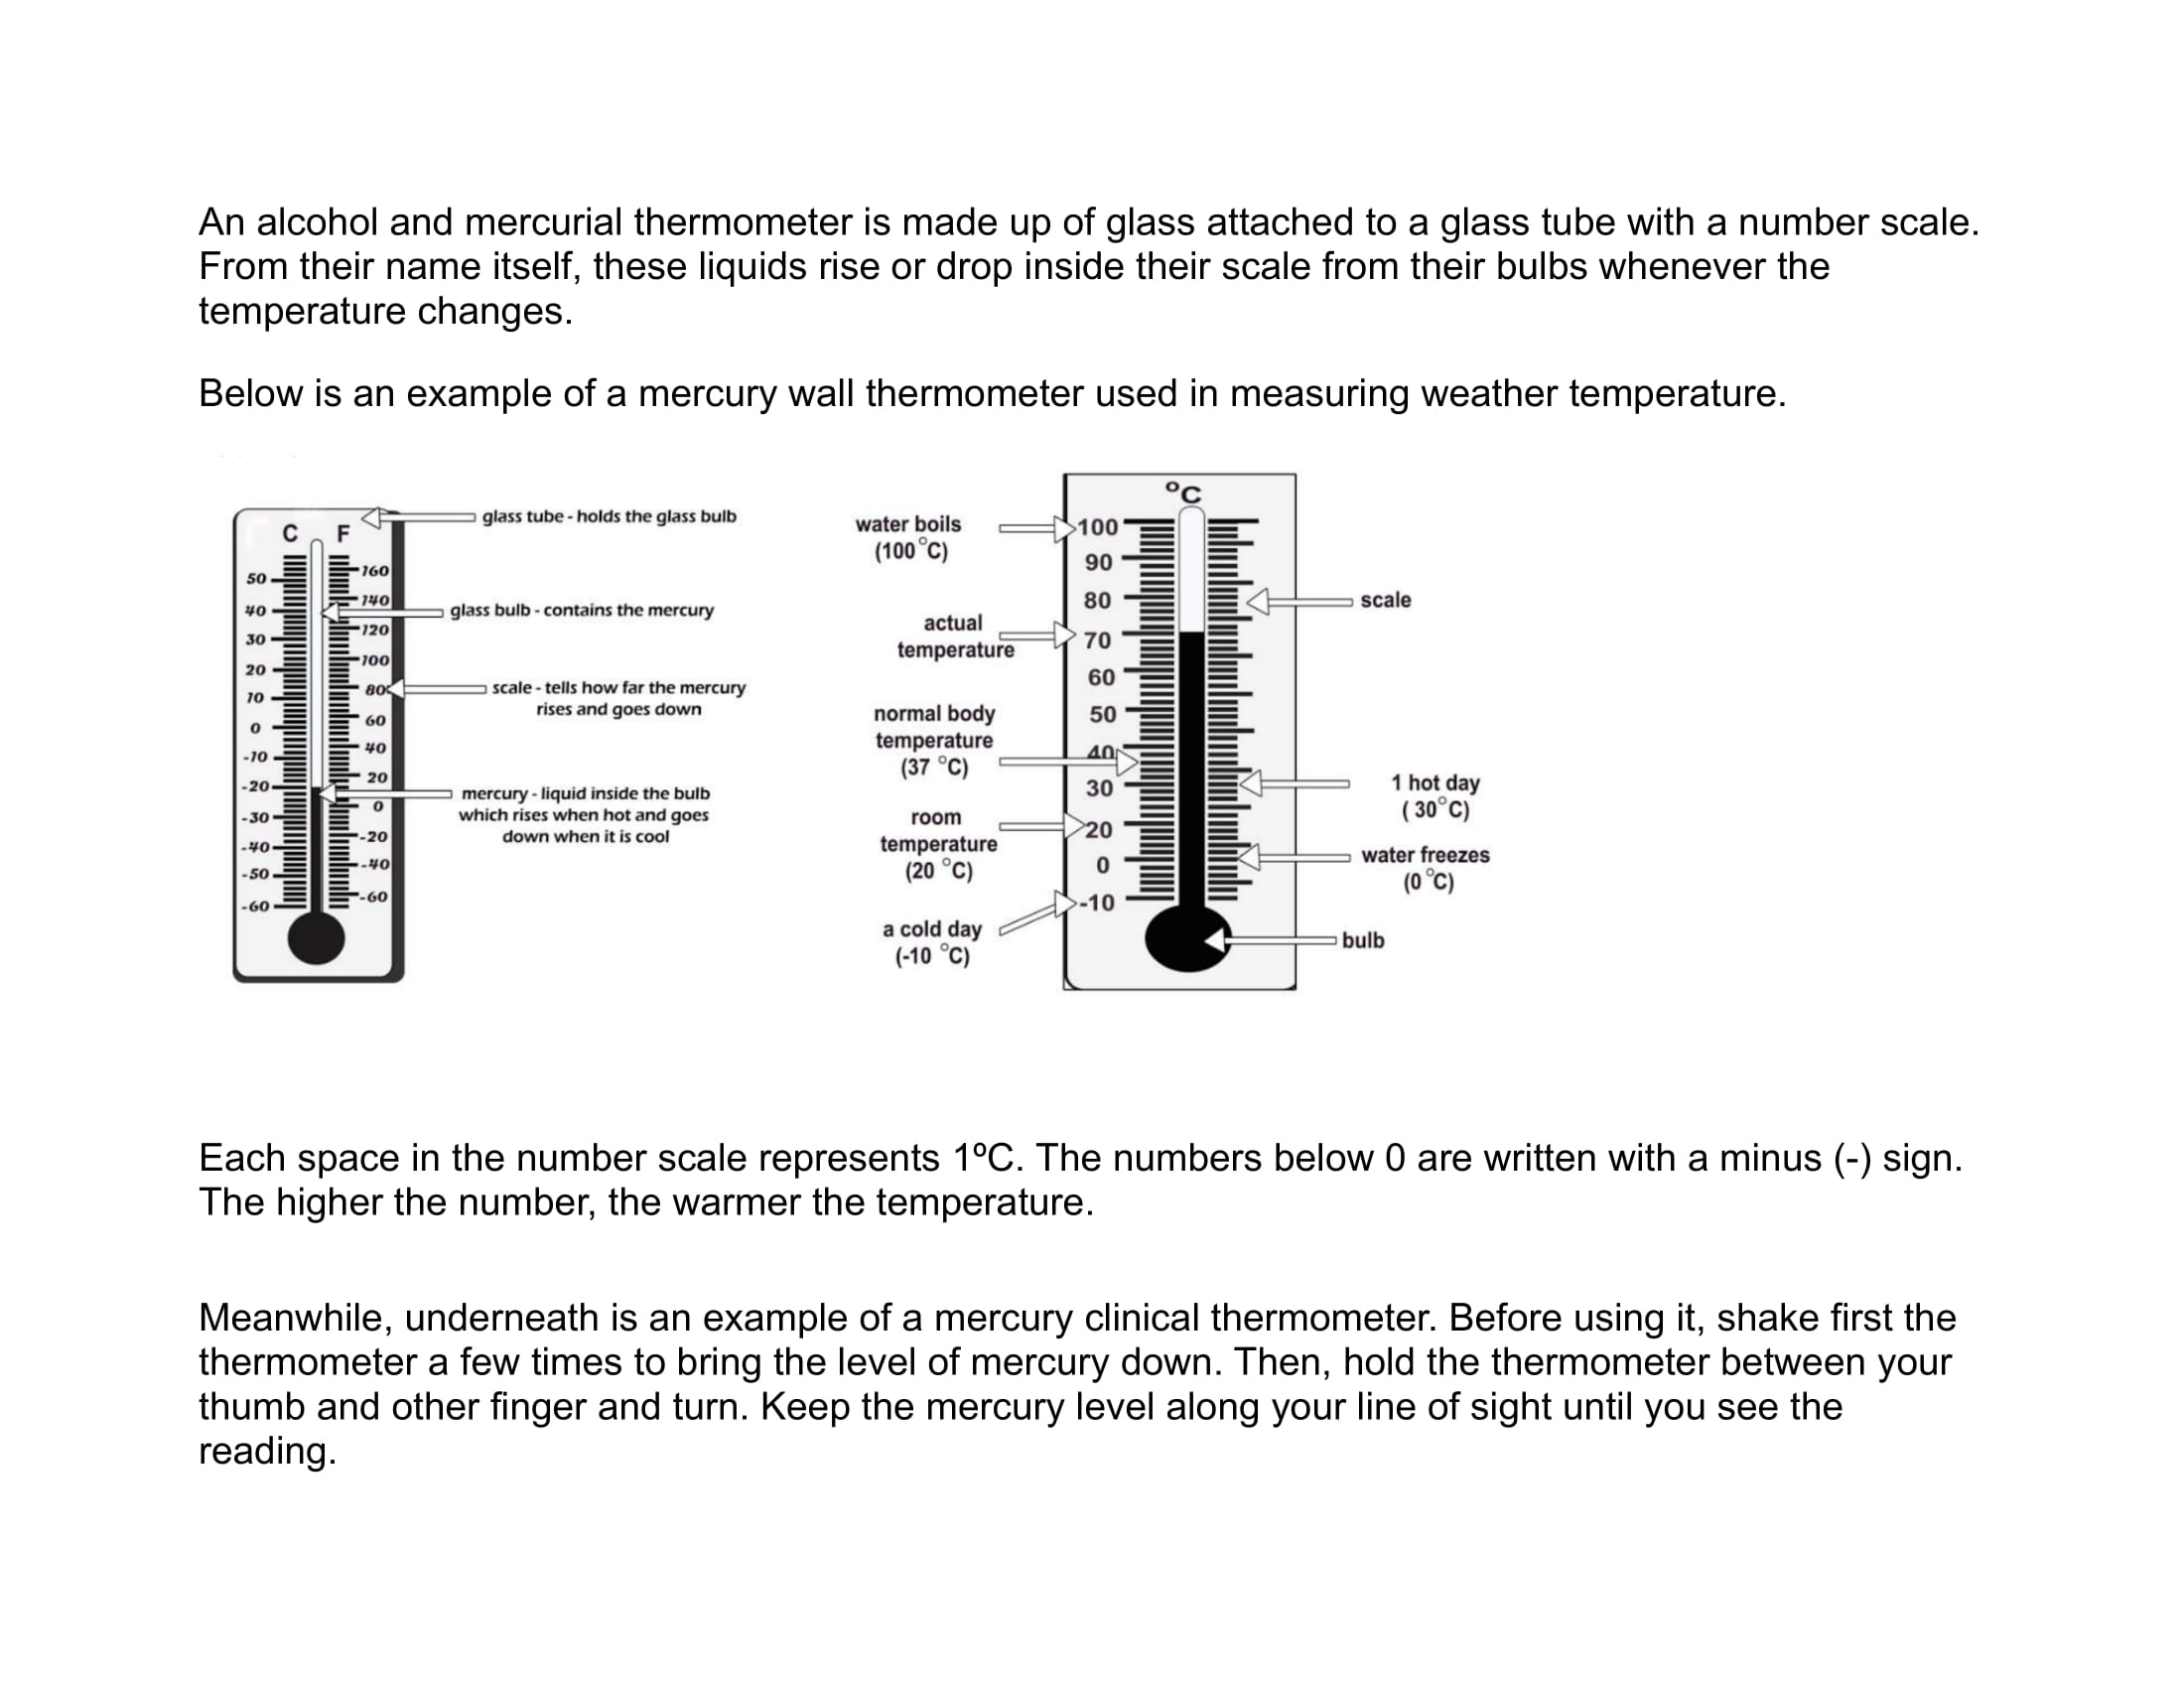 An alcohol and mercurial thermometer is made up of glass attached to a glass tube with a number scale.
From their name itself, these liquids rise or drop inside their scale from their bulbs whenever the
temperature changes.
Below is an example of a mercury wall thermometer used in measuring weather temperature.
C F
50
40
30
20
10
0
-10
-20
-30
-40
-50
-60
160
140
120
100
80
60
40
20
0
-20
-40
-60
glass tube - holds the glass bulb
glass bulb - contains the mercury
scale - tells how far the mercury
rises and goes down
mercury - liquid inside the bulb
which rises when hot and goes
down when it is cool
water boils
(100 °C)
actual
temperature
normal body
temperature
(37 °C)
room
temperature
(20 °C)
a cold day
(-10 °C)
°C
100
90
80
70
60
50
40
30
20
0
-10
scale
1 hot day
( 30°C)
water freezes
(0 °C)
bulb
Each space in the number scale represents 1ºC. The numbers below 0 are written with a minus (-) sign.
The higher the number, the warmer the temperature.
Meanwhile, underneath is an example of a mercury clinical thermometer. Before using it, shake first the
thermometer a few times to bring the level of mercury down. Then, hold the thermometer between your
thumb and other finger and turn. Keep the mercury level along your line of sight until you see the
reading.